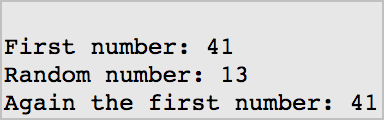 First number: 41
Random number: 13
Again the first number: 41